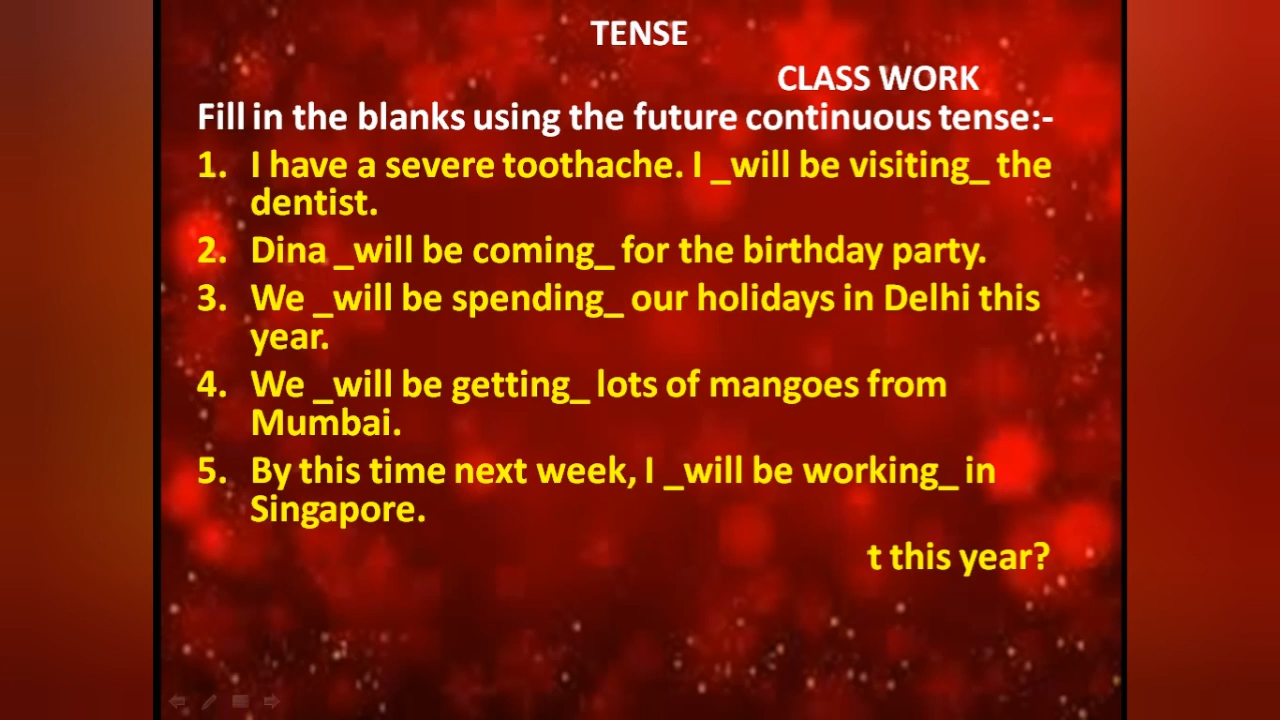 TENSE
CLASS WORK
Fill in the blanks using the future continuous tense:-
1. I have a severe toothache. I _will be visiting_ the
dentist.
2. Dina _will be coming_ for the birthday party.
3. We _will be spending_ our holidays in Delhi this
year.
4. We _will be getting_ lots of mangoes from
Mumbai.
5. By this time next week, I _will be working_ in
Singapore.
t this year?